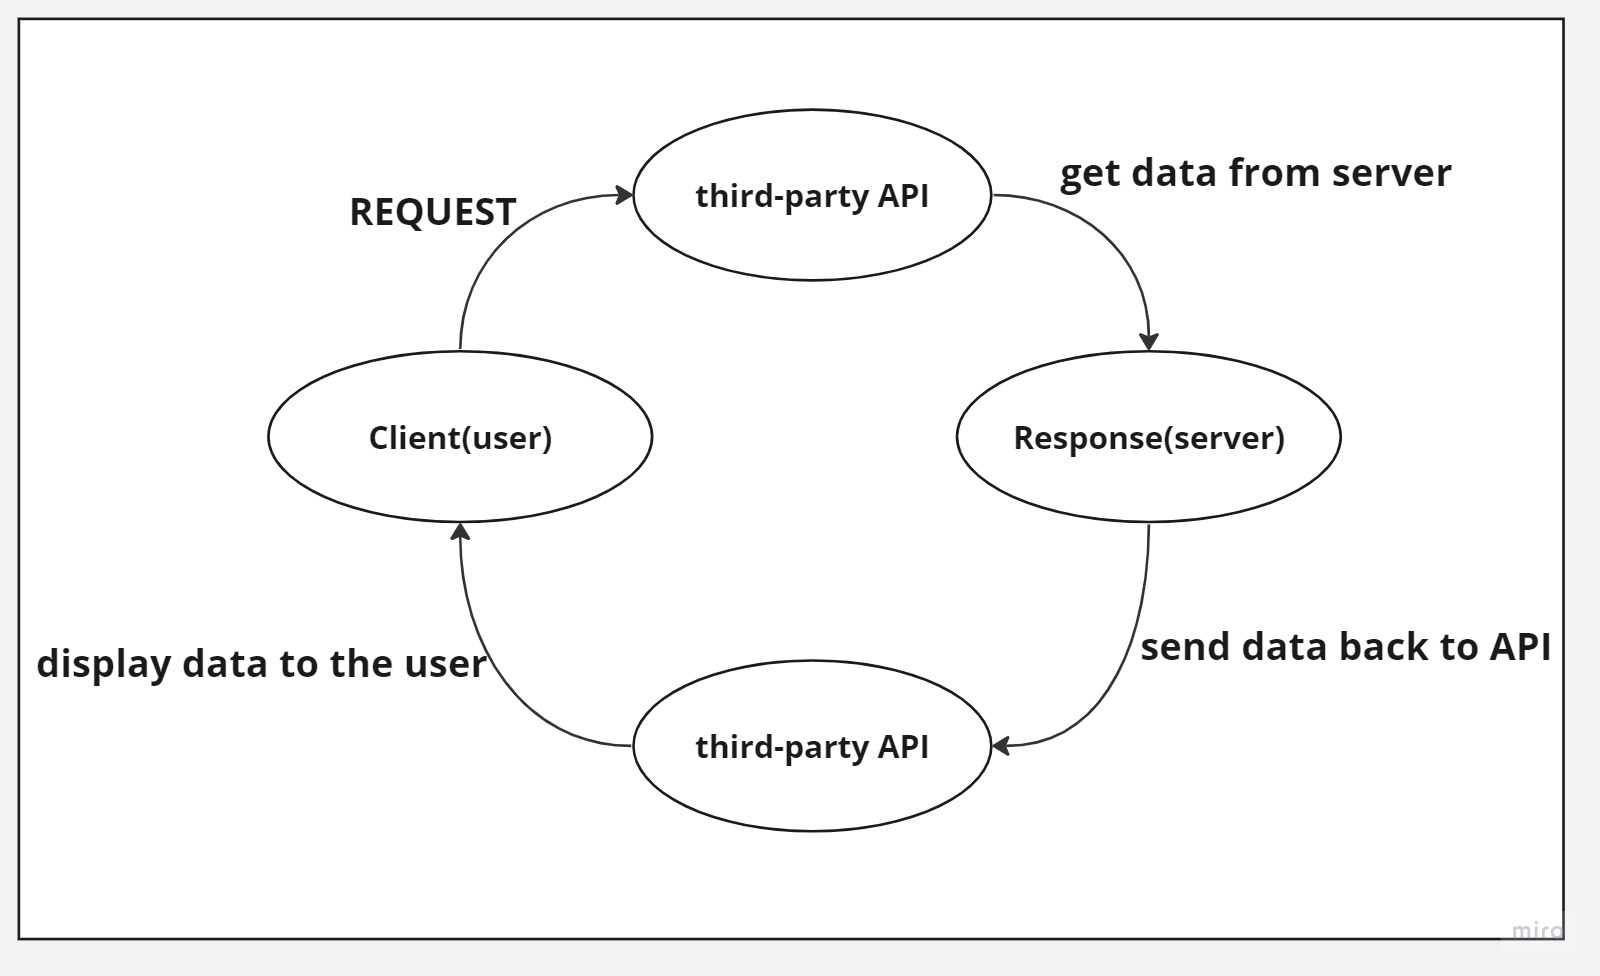 third-party API
get data from server
REQUEST
Client(user)
Response(server)
display data to the user
send data back to API
third-party API
miro